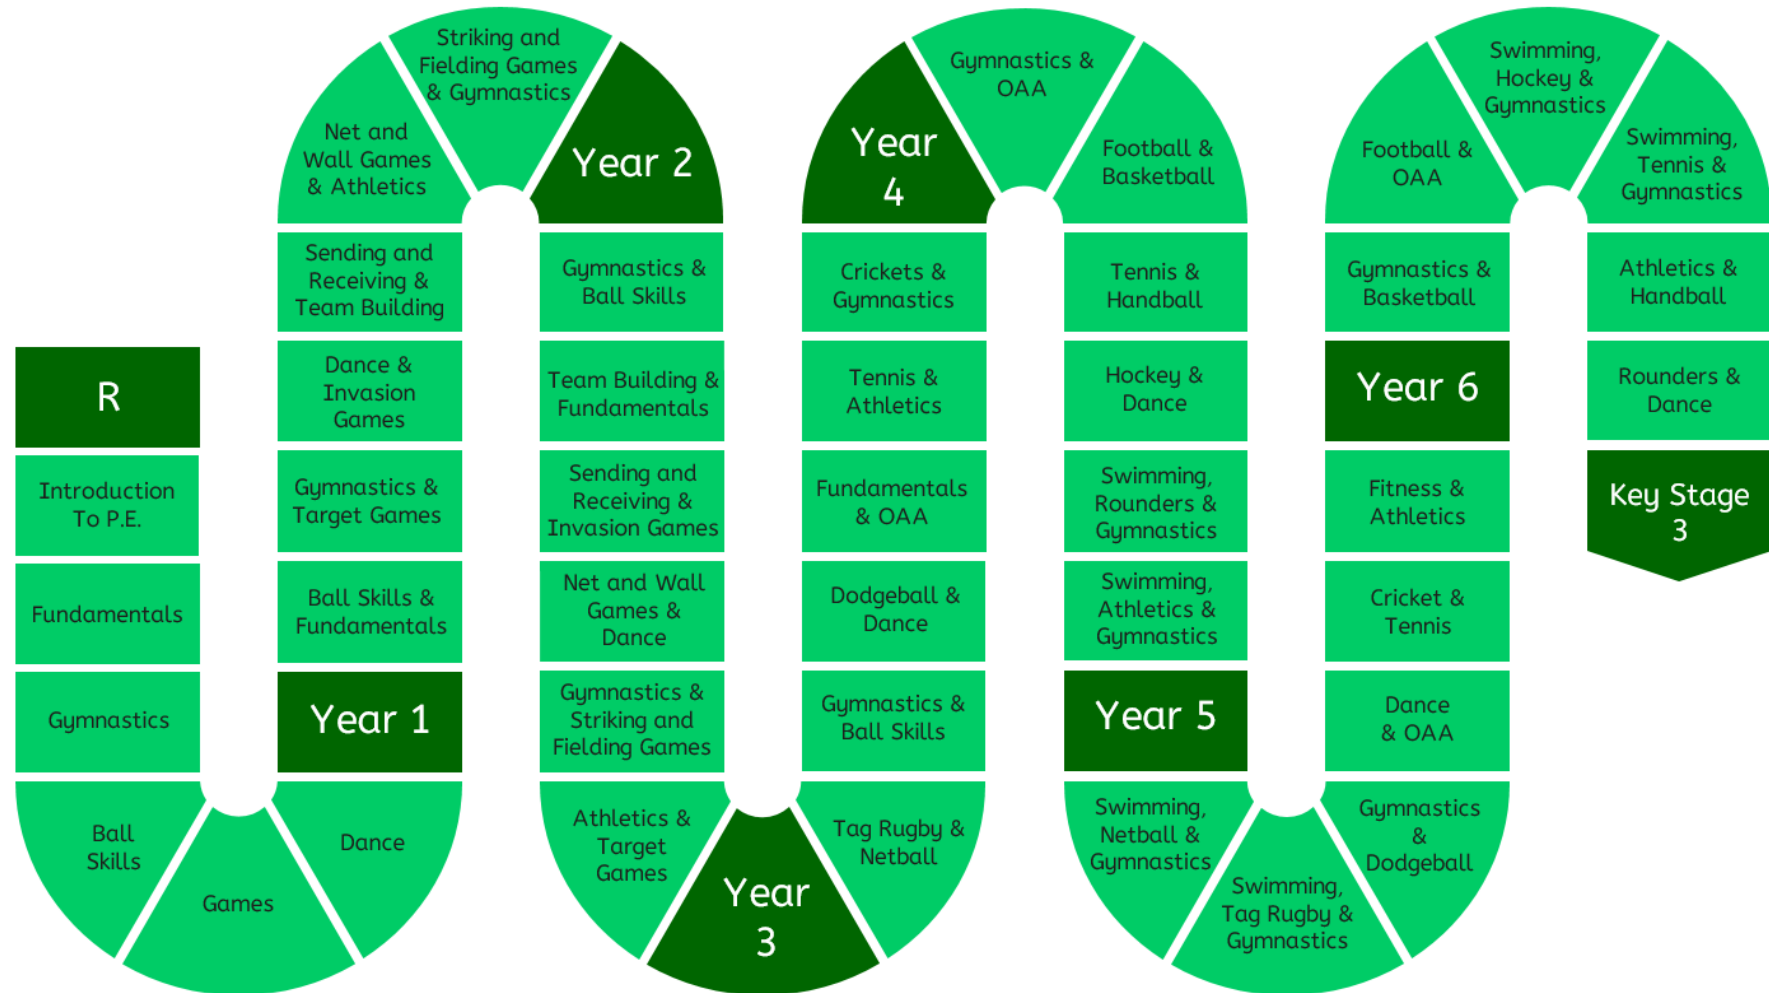 R
Introduction
To P.E.
Fundamentals
Gymnastics
Ball
Skills
Games
Dance
Year 1
Ball Skills &
Fundamentals
Gymnastics &
Target Games
Dance &
Invasion
Games
Sending and
Receiving &
Team Building
Net and
Wall Games
& Athletics
Striking and
Fielding Games
& Gymnastics
Year 2
Gymnastics &
Ball Skills
Team Building &
Fundamentals
Sending and
Receiving &
Invasion Games
Net and Wall
Games &
Dance
Gymnastics &
Striking and
Fielding Games
Athletics &
Target
Games
Year
3
Tag Rugby &
Netball
Gymnastics &
Ball Skills
Dodgeball &
Dance
Fundamentals
& OAA
Tennis &
Athletics
Crickets &
Gymnastics
Year
4
Gymnastics &
OAA
Football &
Basketball
Tennis &
Handball
Hockey &
Dance
Swimming,
Rounders &
Gymnastics
Swimming,
Athletics &
Gymnastics
Year 5
Swimming,
Netball &
Gymnastics
Swimming,
Tag Rugby &
Gymnastics
Gymnastics
&
Dodgeball
Dance
& OAA
Cricket &
Tennis
Fitness &
Athletics
Year 6
Gymnastics &
Basketball
Football &
OAA
Swimming,
Hockey &
Gymnastics
Swimming,
Tennis &
Gymnastics
Athletics &
Handball
Rounders &
Dance
Key Stage
3